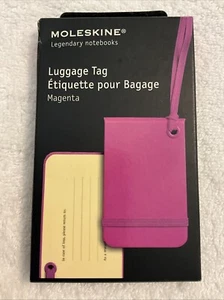 MOLESKINE®
Legendary notebooks
Luggage Tag
Étiquette pour Bagage
Magenta